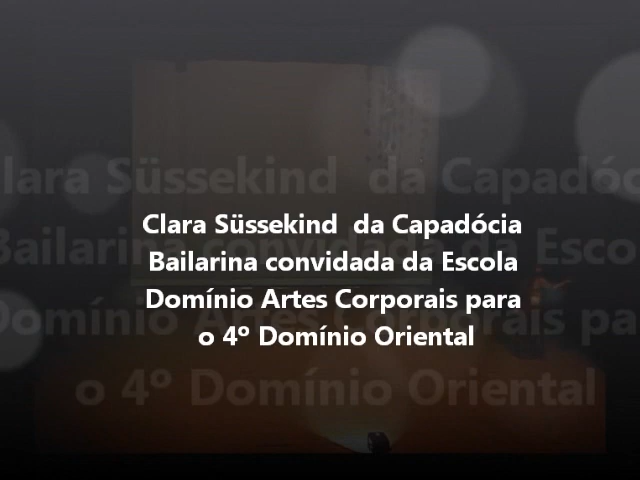 Clara Süssekind  da Capadócia
Bailarina convidada da Escola
Domínio Artes Corporais para
o 4º Domínio Oriental